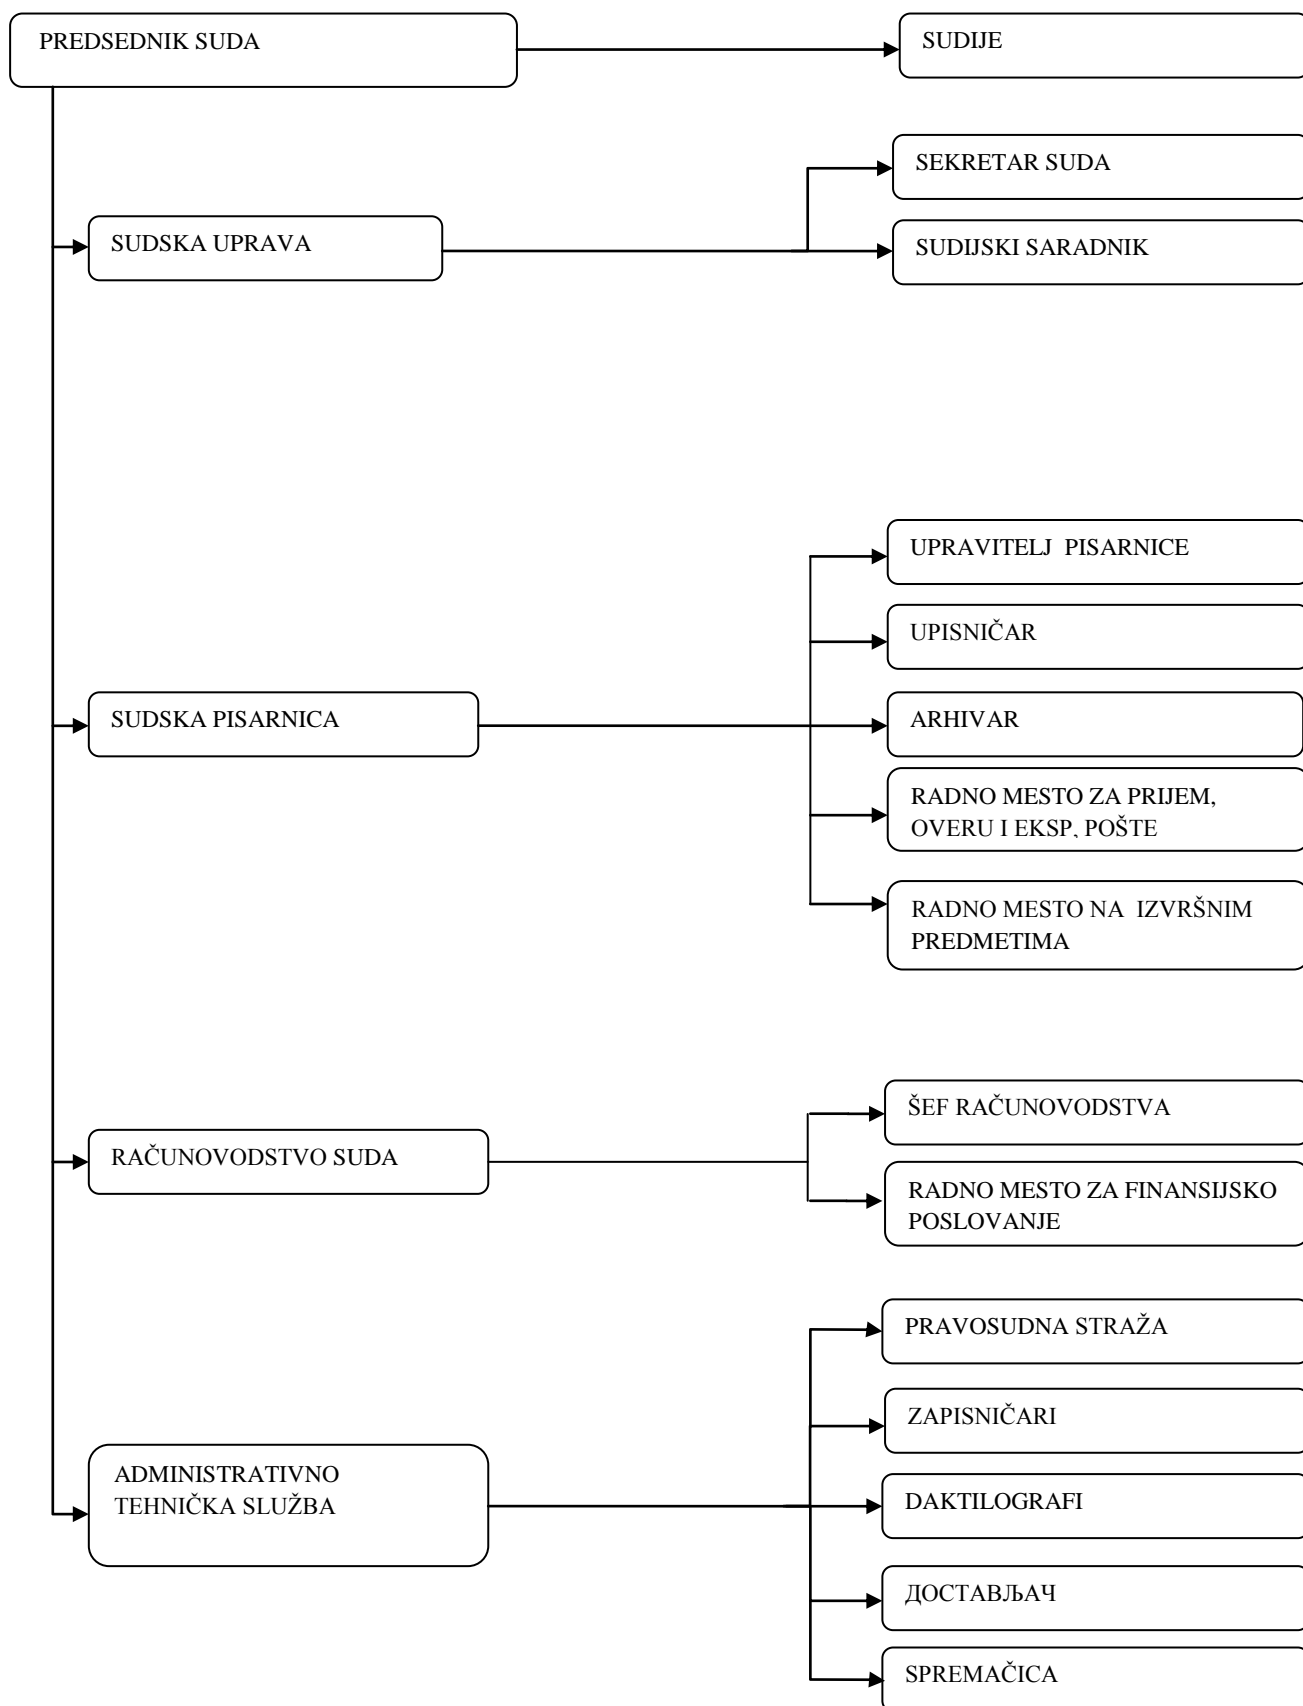 PREDSEDNIK SUDA
SUDIJE
SEKRETAR SUDA
SUDSKA UPRAVA
SUDIJSKI SARADNIK
UPRAVITELJ  PISARNICE
UPISNIČAR
SUDSKA PISARNICA
ARHIVAR
RADNO MESTO ZA PRIJEM,
OVERU I EKSP, POŠTE
RADNO MESTO NA  IZVRŠNIM
PREDMETIMA
ŠEF RAČUNOVODSTVA
RAČUNOVODSTVO SUDA
RADNO MESTO ZA FINANSIJSKO
POSLOVANJE
PRAVOSUDNA STRAŽA
ZAPISNIČARI
ADMINISTRATIVNO
TEHNIČKA SLUŽBA
DAKTILOGRAFI
ДОСТАВЉАЧ
SPREMAČICA